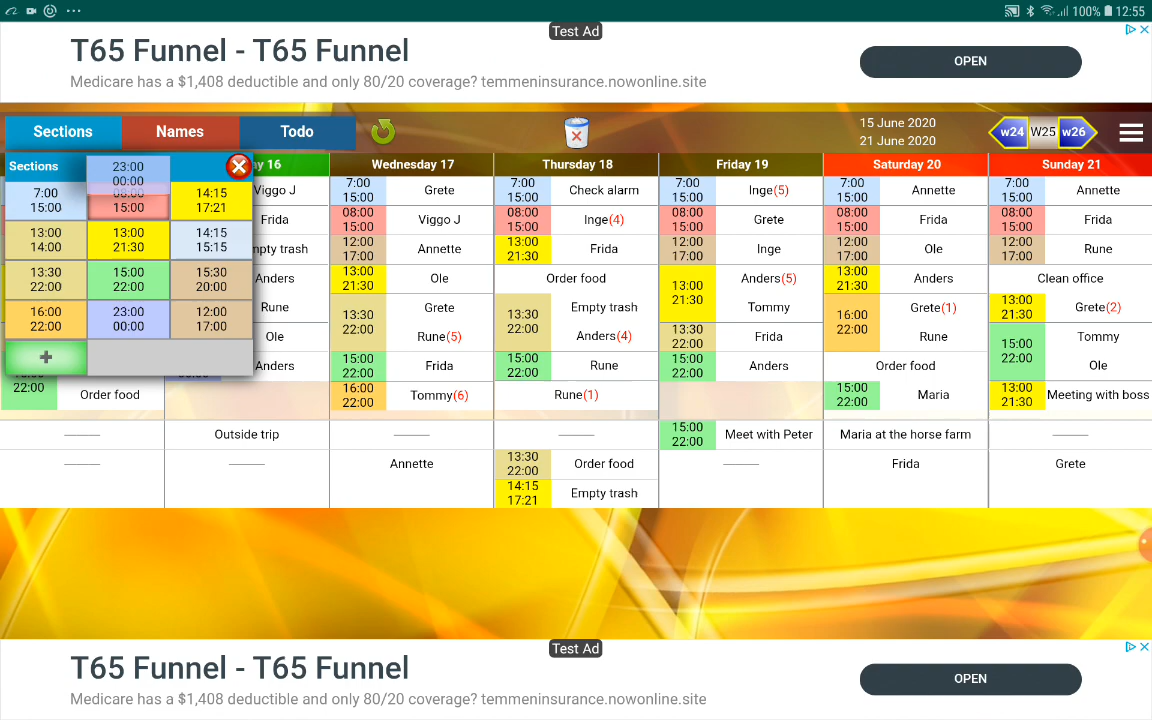 100% 12:55
Test Ad
T65 Funnel - T65 Funnel
Medicare has a $1,408 deductible and only 80/20 coverage? temmeninsurance.nowonline.site
OPEN
Sections Names Todo
15 June 2020
21 June 2020
w24 W25 w26
Sections
23:00
00:00
7:00
15:00
08:00
15:00
14:15
17:21
13:00
14:00
13:00
21:30
14:15
15:15
13:30
22:00
15:00
22:00
15:30
20:00
16:00
22:00
23:00
00:00
12:00
17:00
+
22:00
Order food
16
Viggo J
Frida
trash
Anders
Rune
Ole
Anders
Outside trip
Wednesday 17
7:00
15:00
Grete
08:00
15:00
Viggo J
12:00
17:00
Annette
13:00
21:30
Ole
13:30
22:00
Grete
Rune(5)
15:00
22:00
Frida
16:00
22:00
Tommy(6)
Annette
Thursday 18
7:00
15:00
Check alarm
08:00
15:00
Inge(4)
13:00
21:30
Frida
Order food
13:30
22:00
Empty trash
Anders(4)
15:00
22:00
Rune
Rune(1)
13:30
22:00
Order food
14:15
17:21
Empty trash
Friday 19
7:00
15:00
Inge(5)
08:00
15:00
Grete
12:00
17:00
Inge
13:00
21:30
Anders(5)
Tommy
13:30
22:00
Frida
15:00
22:00
Anders
15:00
22:00
Meet with Peter
Saturday 20
7:00
15:00
Annette
08:00
15:00
Frida
12:00
17:00
Ole
13:00
21:30
Anders
16:00
22:00
Grete(1)
Rune
Order food
15:00
22:00
Maria
Maria at the horse farm
Frida
Sunday 21
7:00
15:00
Annette
08:00
15:00
Frida
12:00
17:00
Rune
Clean office
13:00
21:30
Grete(2)
15:00
22:00
Tommy
Ole
13:00
21:30
Meeting with boss
Grete
Test Ad
T65 Funnel - T65 Funnel
Medicare has a $1,408 deductible and only 80/20 coverage? temmeninsurance.nowonline.site
OPEN